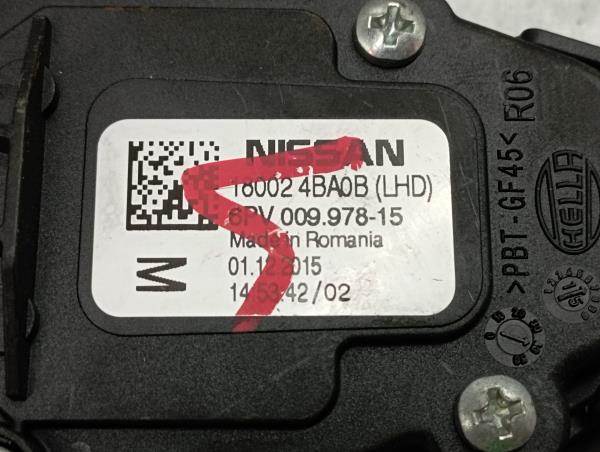 NISSAN
18002 4BA0B (LHD)
6PV 009.978-15
Made in Romania
01.12.2015
14:53:42/02
M
>PBT-GF45< R06
HELLA